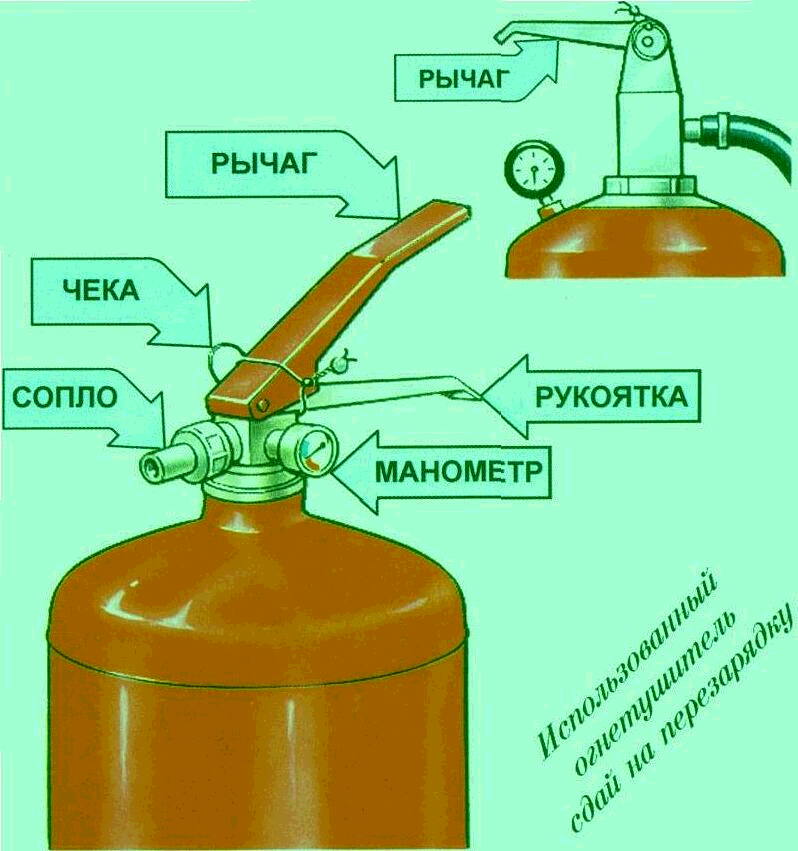 РЫЧАГ
РЫЧАГ
ЧЕКА
СОПЛО
РУКОЯТКА
МАНОМЕТР
Использованный
огнетушитель
сдай на перезарядку